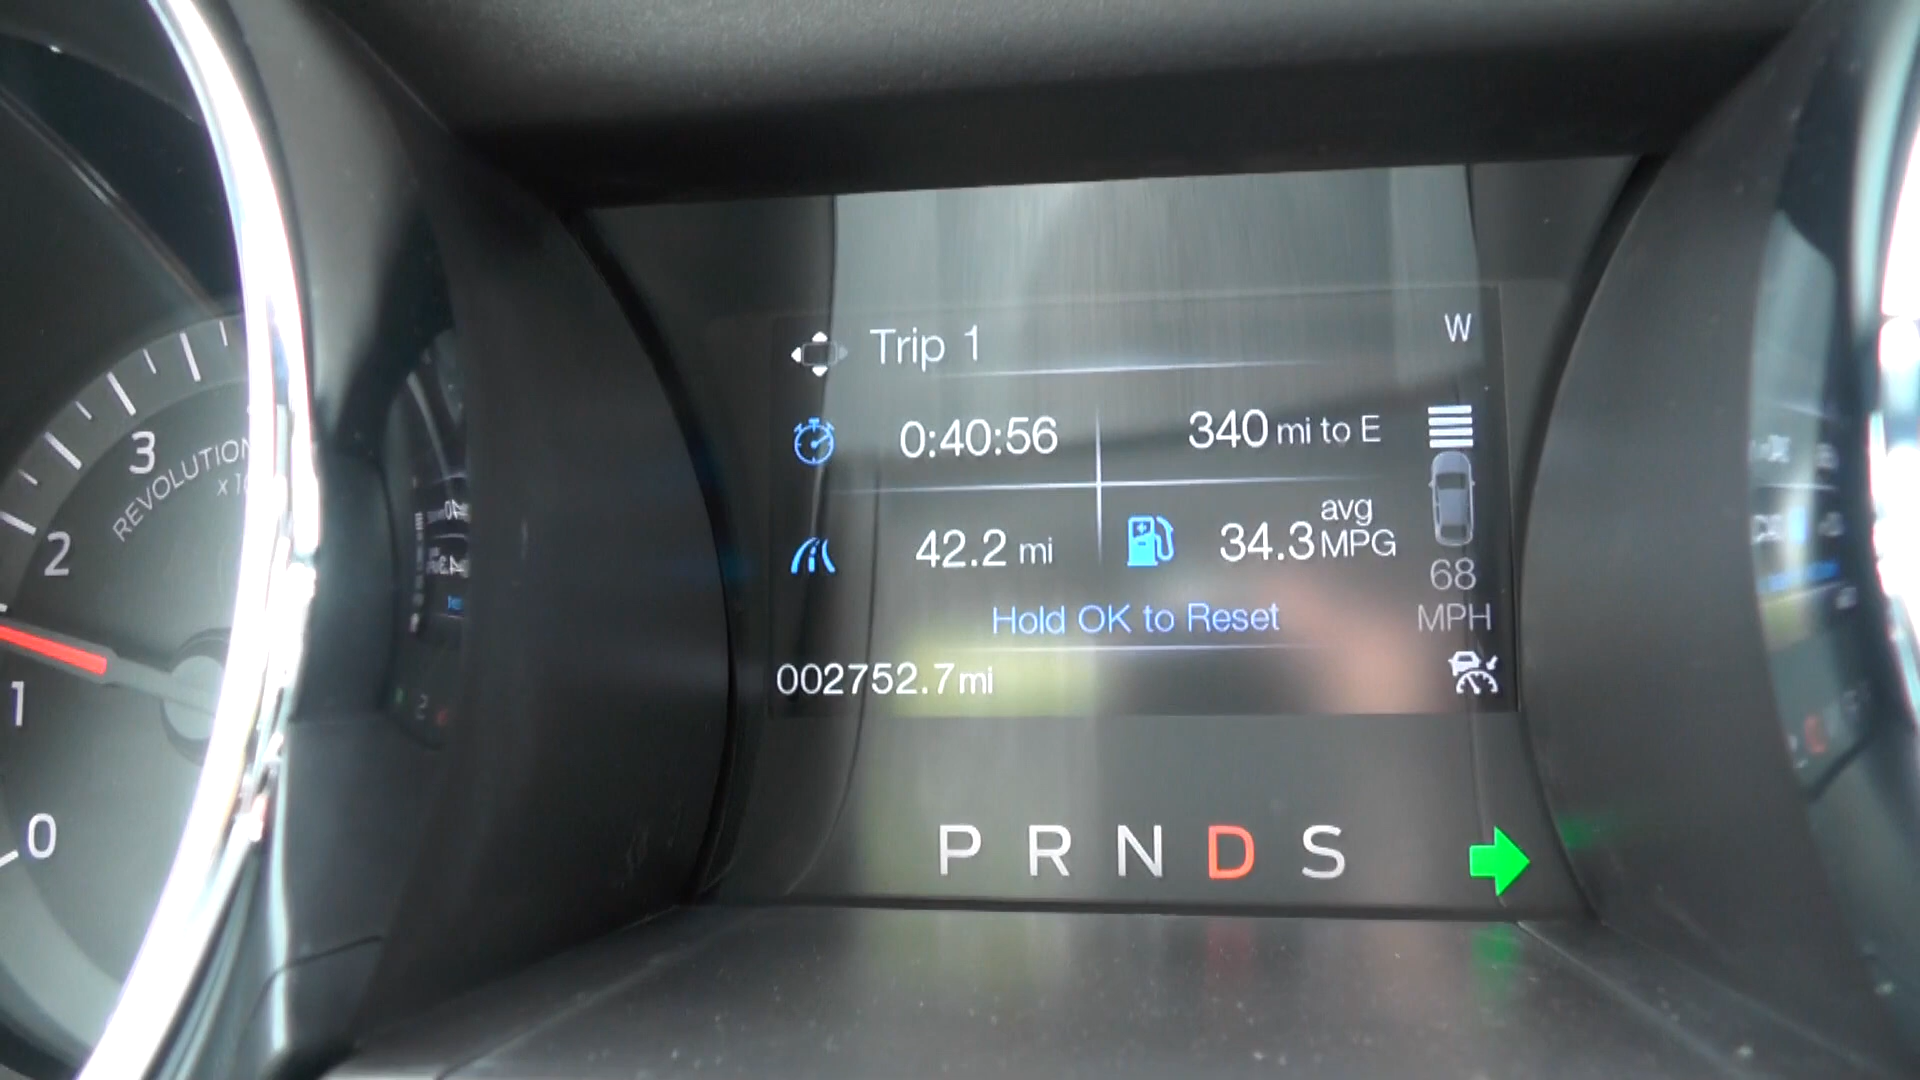 Trip 1
W
0:40:56
340 mi to E
42.2 mi
34.3 avg MPG
68
MPH
Hold OK to Reset
002752.7mi
P R N D S
3
2
1
0
REVOLUTION
x 1